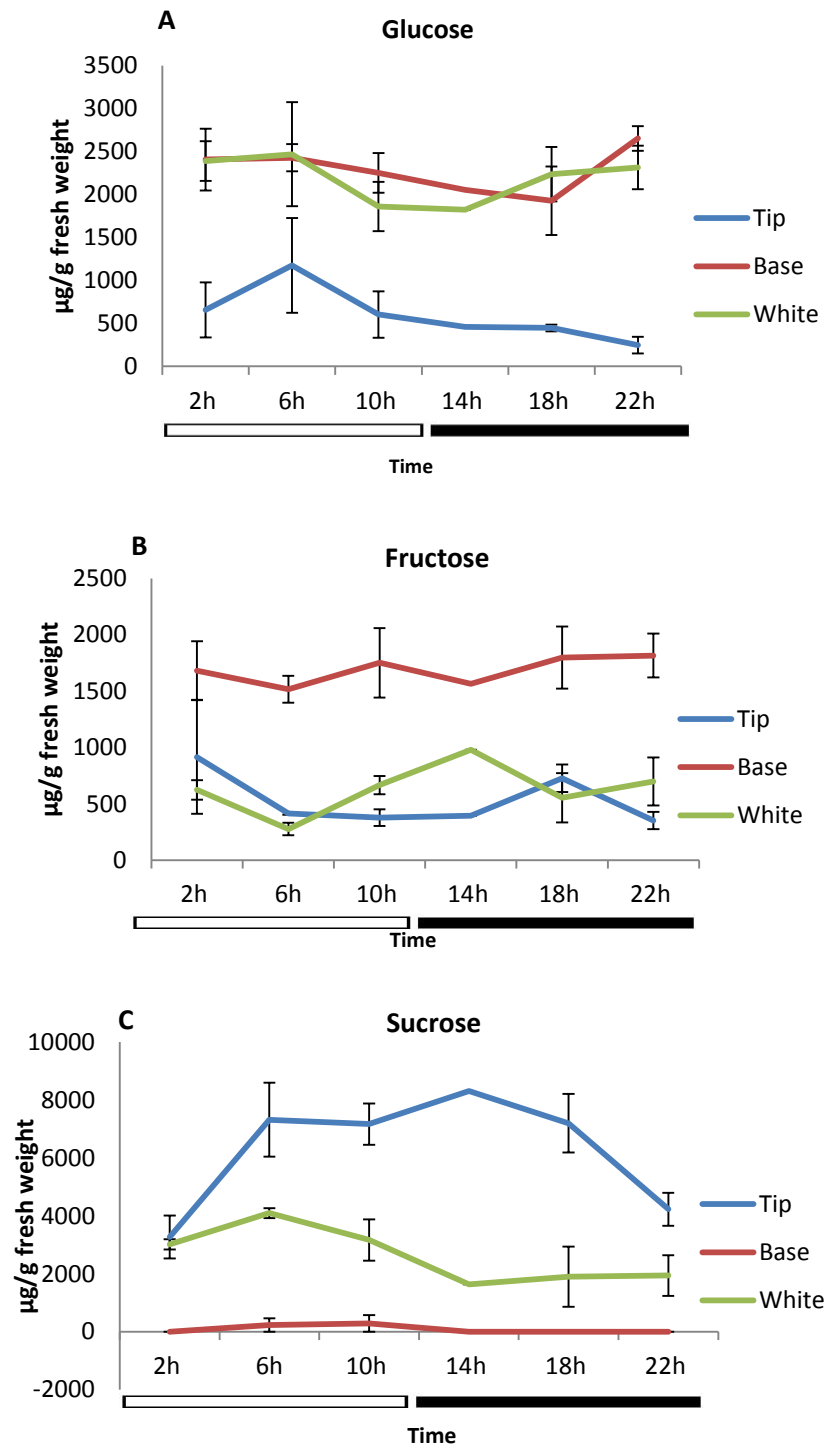 A
Glucose
µg/g fresh weight
3500
3000
2500
2000
1500
1000
500
0
2h 6h 10h 14h 18h 22h
Time
Tip
Base
White
B
Fructose
µg/g fresh weight
2500
2000
1500
1000
500
0
2h 6h 10h 14h 18h 22h
Time
Tip
Base
White
C
Sucrose
µg/g fresh weight
10000
8000
6000
4000
2000
0
-2000
2h 6h 10h 14h 18h 22h
Time
Tip
Base
White